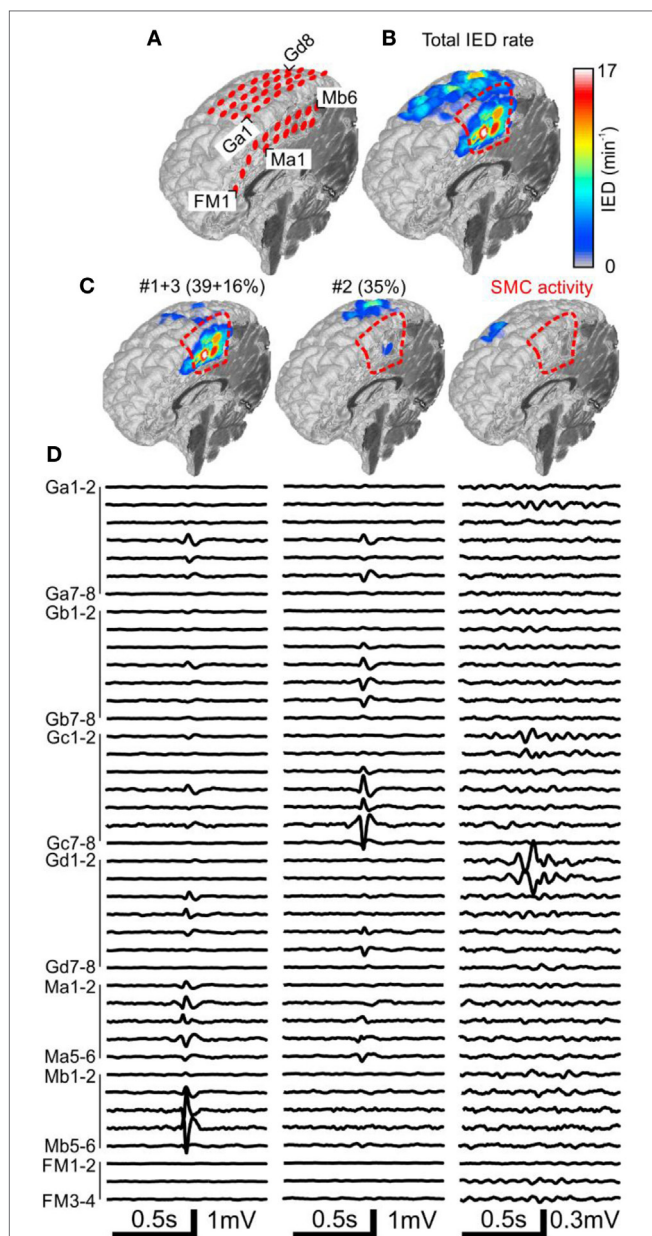 A
Gd8
Mb6
Ga1
Ma1
FM1
B
Total IED rate
17
IED (min⁻¹)
0
C
#1+3 (39+16%)
#2 (35%)
SMC activity
D
Ga1-2
Ga7-8
Gb1-2
Gb7-8
Gc1-2
Gc7-8
Gd1-2
Gd7-8
Ma1-2
Ma5-6
Mb1-2
Mb5-6
FM1-2
FM3-4
0.5s 1mV
0.5s 1mV
0.5s 0.3mV